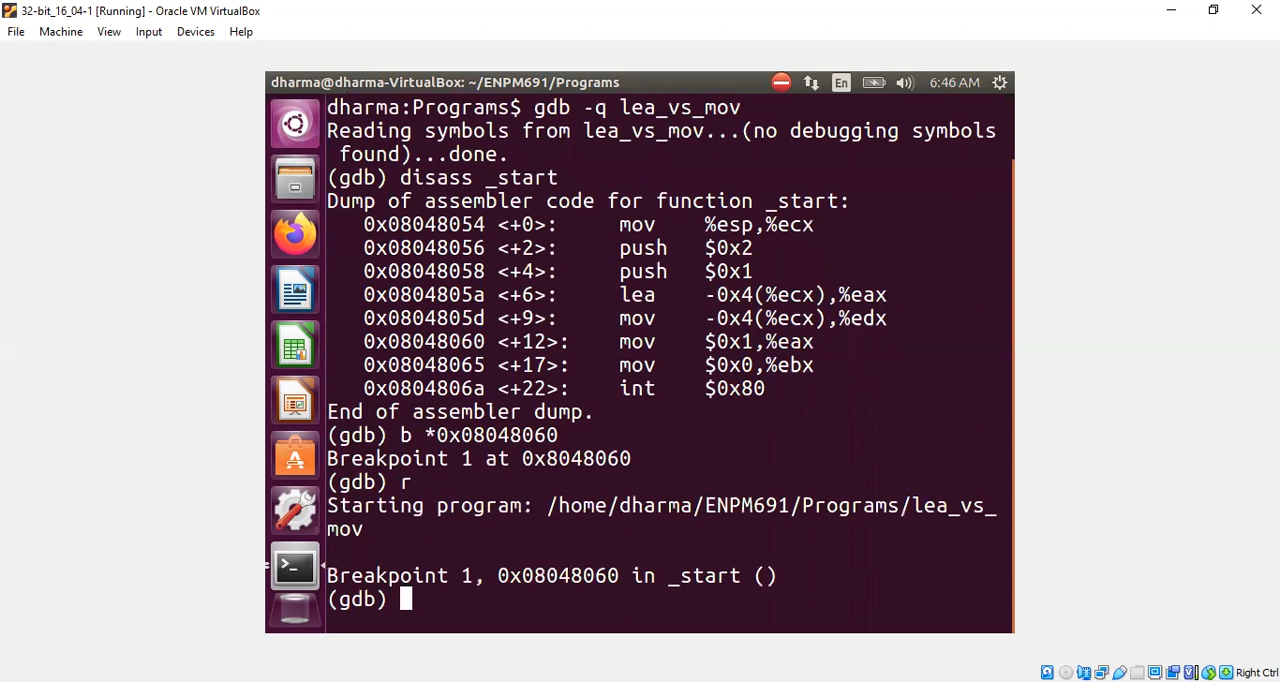 32-bit_16_04-1 [Running] - Oracle VM VirtualBox
File Machine View Input Devices Help
dharma@dharma-VirtualBox: ~/ENPM691/Programs En 6:46 AM
dharma:Programs$ gdb -q lea_vs_mov
Reading symbols from lea_vs_mov...(no debugging symbols
found)...done.
(gdb) disass _start
Dump of assembler code for function _start:
0x08048054 <+0>: mov %esp,%ecx
0x08048056 <+2>: push $0x2
0x08048058 <+4>: push $0x1
0x0804805a <+6>: lea -0x4(%ecx),%eax
0x0804805d <+9>: mov -0x4(%ecx),%edx
0x08048060 <+12>: mov $0x1,%eax
0x08048065 <+17>: mov $0x0,%ebx
0x0804806a <+22>: int $0x80
End of assembler dump.
(gdb) b *0x08048060
Breakpoint 1 at 0x8048060
(gdb) r
Starting program: /home/dharma/ENPM691/Programs/lea_vs_
mov
Breakpoint 1, 0x08048060 in _start ()
(gdb)
Right Ctrl